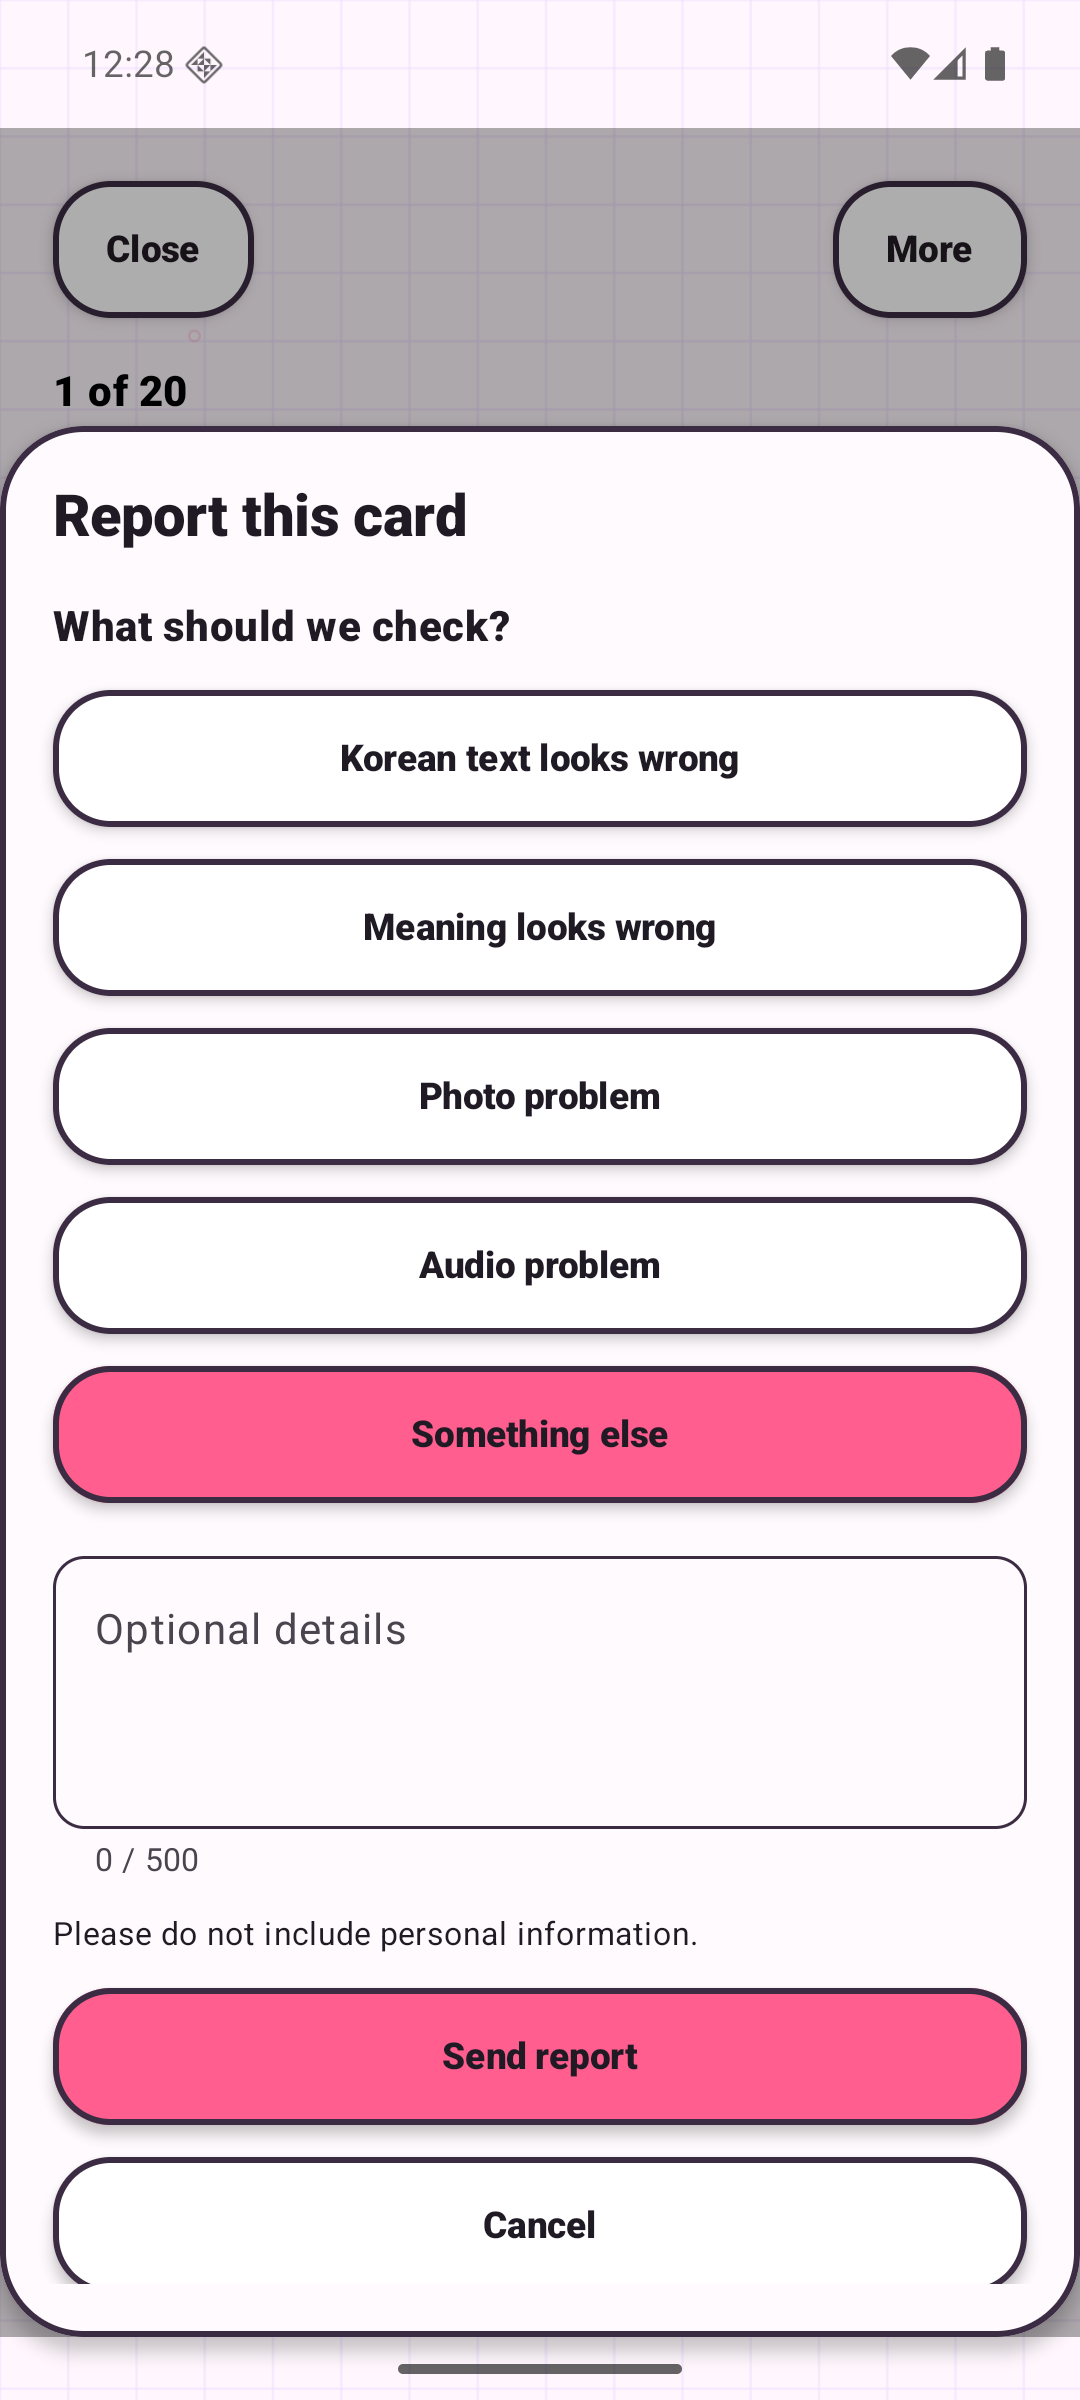 12:28
Close
More
1 of 20
Report this card
What should we check?
Korean text looks wrong
Meaning looks wrong
Photo problem
Audio problem
Something else
Optional details
0 / 500
Please do not include personal information.
Send report
Cancel